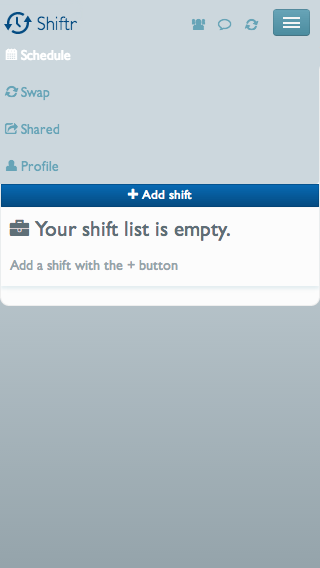 Shiftr
Schedule
Swap
Shared
Profile
Add shift
Your shift list is empty.
Add a shift with the + button